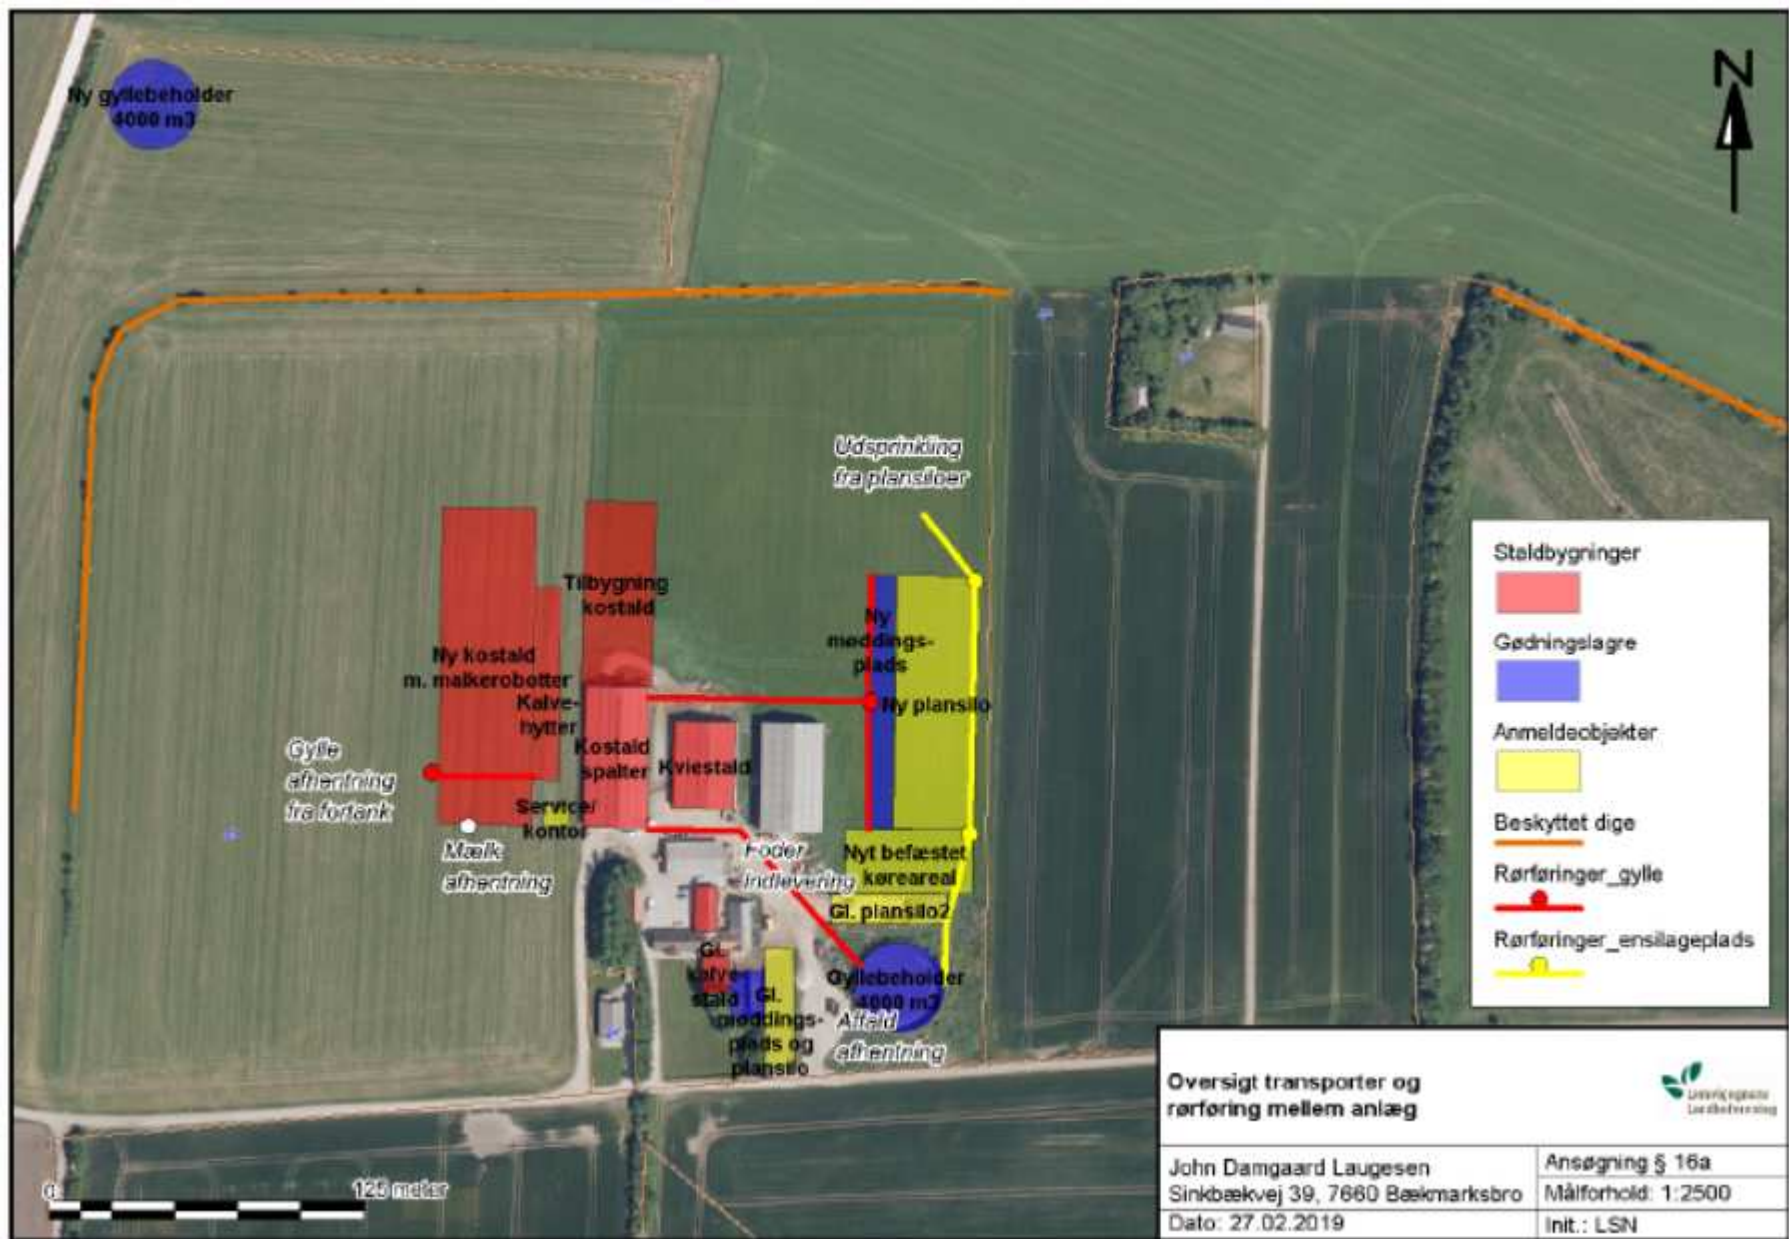 Ny gyllebeholder
4000 m3
N
Udsprinkling
fra plansiloer
Tilbygning
kostald
Ny
møddings-
plads
Ny kostald
m. malkerobotter
Kalve-
hytter
Ny plansilo
Kostald
spalter
Kviestald
Gylle
afhentning
fra fortank
Service/
kontor
Mælk
afhentning
Foder
indlevering
Nyt befæstet
køreareal
Gl. plansilo2
Gl.
kalve-
stald
Gl.
møddings-
plads og
plansilo
Gyllebeholder
4000 m3
Affald
afhentning
Staldbygninger
Gødningslagre
Anmeldeobjekter
Beskyttet dige
Rørføringer_gylle
Rørføringer_ensilageplads
0
125 meter
Oversigt transporter og
rørføring mellem anlæg
Landboforening
John Damgaard Laugesen
Sinkbækvej 39, 7660 Bækmarksbro
Dato: 27.02.2019
Ansøgning § 16a
Målforhold: 1:2500
Init.: LSN